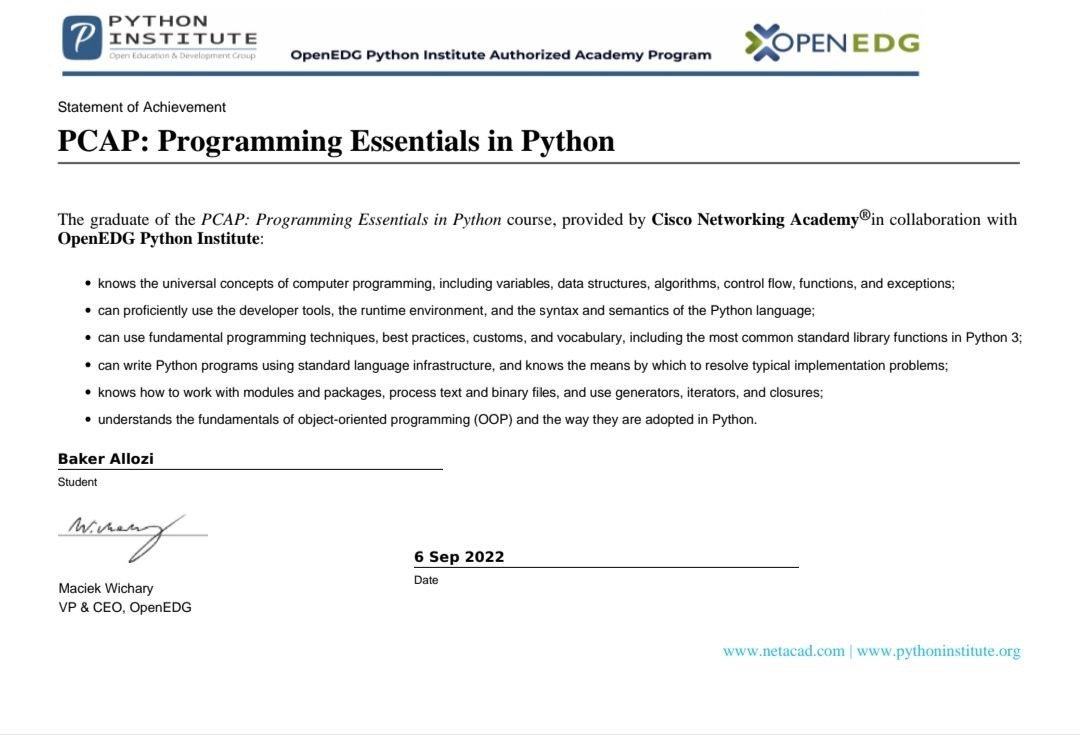 PYTHON
INSTITUTE
Open Education & Development Group
OpenEDG Python Institute Authorized Academy Program
OPENEDG
Statement of Achievement
PCAP: Programming Essentials in Python
The graduate of the PCAP: Programming Essentials in Python course, provided by Cisco Networking Academy®in collaboration with
OpenEDG Python Institute:
• knows the universal concepts of computer programming, including variables, data structures, algorithms, control flow, functions, and exceptions;
• can proficiently use the developer tools, the runtime environment, and the syntax and semantics of the Python language;
• can use fundamental programming techniques, best practices, customs, and vocabulary, including the most common standard library functions in Python 3;
• can write Python programs using standard language infrastructure, and knows the means by which to resolve typical implementation problems;
• knows how to work with modules and packages, process text and binary files, and use generators, iterators, and closures;
• understands the fundamentals of object-oriented programming (OOP) and the way they are adopted in Python.
Baker Allozi
Student
W.chary
6 Sep 2022
Date
Maciek Wichary
VP & CEO, OpenEDG
www.netacad.com | www.pythoninstitute.org